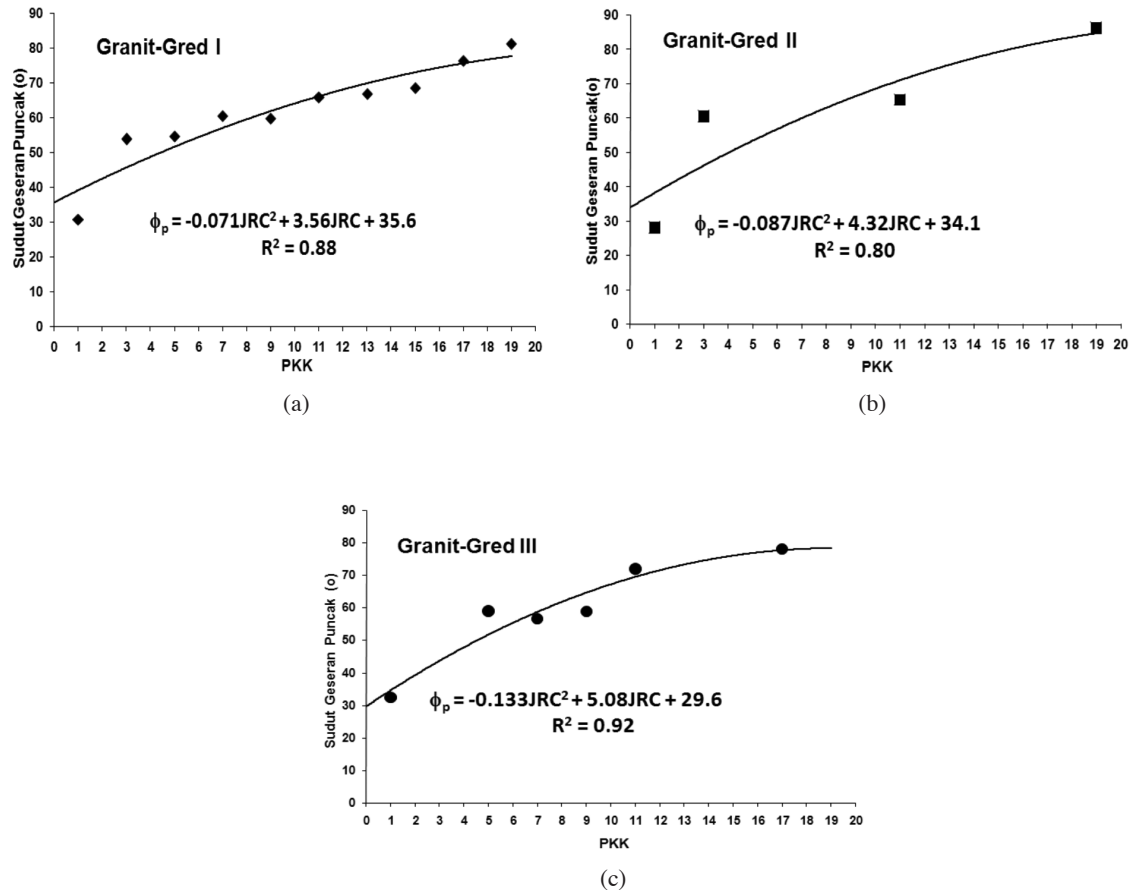 Granit-Gred I
Sudut Geseran Puncak (o)
90
80
70
60
50
40
30
20
10
0
ϕp = -0.071JRC² + 3.56JRC + 35.6
R² = 0.88
0 1 2 3 4 5 6 7 8 9 10 11 12 13 14 15 16 17 18 19 20
PKK
(a)
Granit-Gred II
Sudut Geseran Puncak(o)
90
80
70
60
50
40
30
20
10
0
ϕp = -0.087JRC² + 4.32JRC + 34.1
R² = 0.80
0 1 2 3 4 5 6 7 8 9 10 11 12 13 14 15 16 17 18 19 20 21
PKK
(b)
Granit-Gred III
Sudut Geseran Puncak (o)
90
80
70
60
50
40
30
20
10
0
ϕp = -0.133JRC² + 5.08JRC + 29.6
R² = 0.92
0 1 2 3 4 5 6 7 8 9 10 11 12 13 14 15 16 17 18 19 20
PKK
(c)